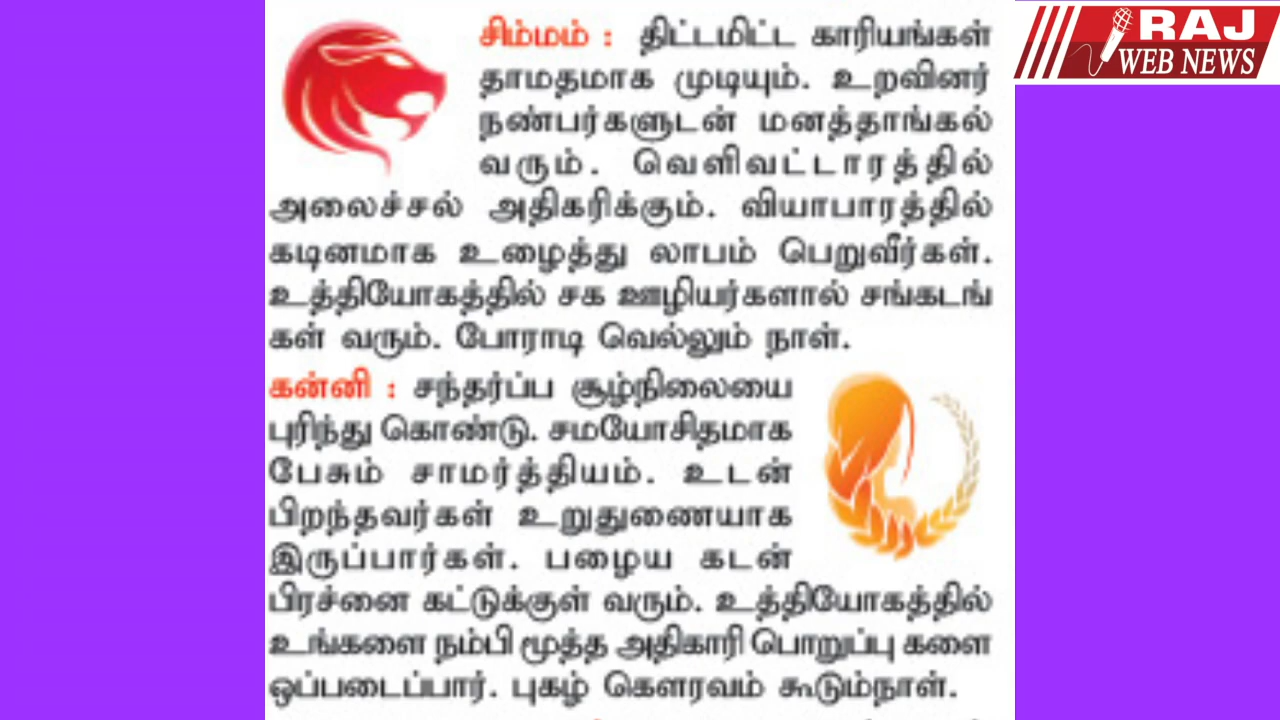 சிம்மம் : திட்டமிட்ட காரியங்கள்
தாமதமாக முடியும். உறவினர்
நண்பர்களுடன் மனத்தாங்கல்
வரும். வெளிவட்டாரத்தில்
அலைச்சல் அதிகரிக்கும். வியாபாரத்தில்
கடினமாக உழைத்து லாபம் பெறுவீர்கள்.
உத்தியோகத்தில் சக ஊழியர்களால் சங்கடங்
கள் வரும். போராடி வெல்லும் நாள்.
கன்னி : சந்தர்ப்ப சூழ்நிலையை
புரிந்து கொண்டு. சமயோசிதமாக
பேசும் சாமர்த்தியம். உடன்
பிறந்தவர்கள் உறுதுணையாக
இருப்பார்கள். பழைய கடன்
பிரச்னை கட்டுக்குள் வரும். உத்தியோகத்தில்
உங்களை நம்பி மூத்த அதிகாரி பொறுப்பு களை
ஒப்படைப்பார். புகழ் கௌரவம் கூடும்நாள்.
RAJ
WEB NEWS